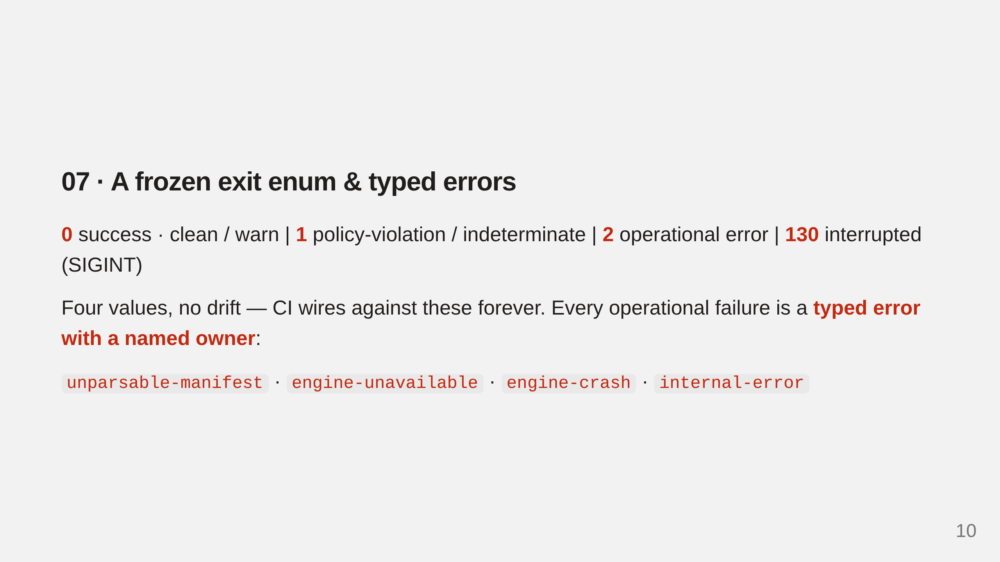 07 · A frozen exit enum & typed errors
0 success · clean / warn | 1 policy-violation / indeterminate | 2 operational error | 130 interrupted
(SIGINT)
Four values, no drift — CI wires against these forever. Every operational failure is a typed error
with a named owner:
unparsable-manifest · engine-unavailable · engine-crash · internal-error
10